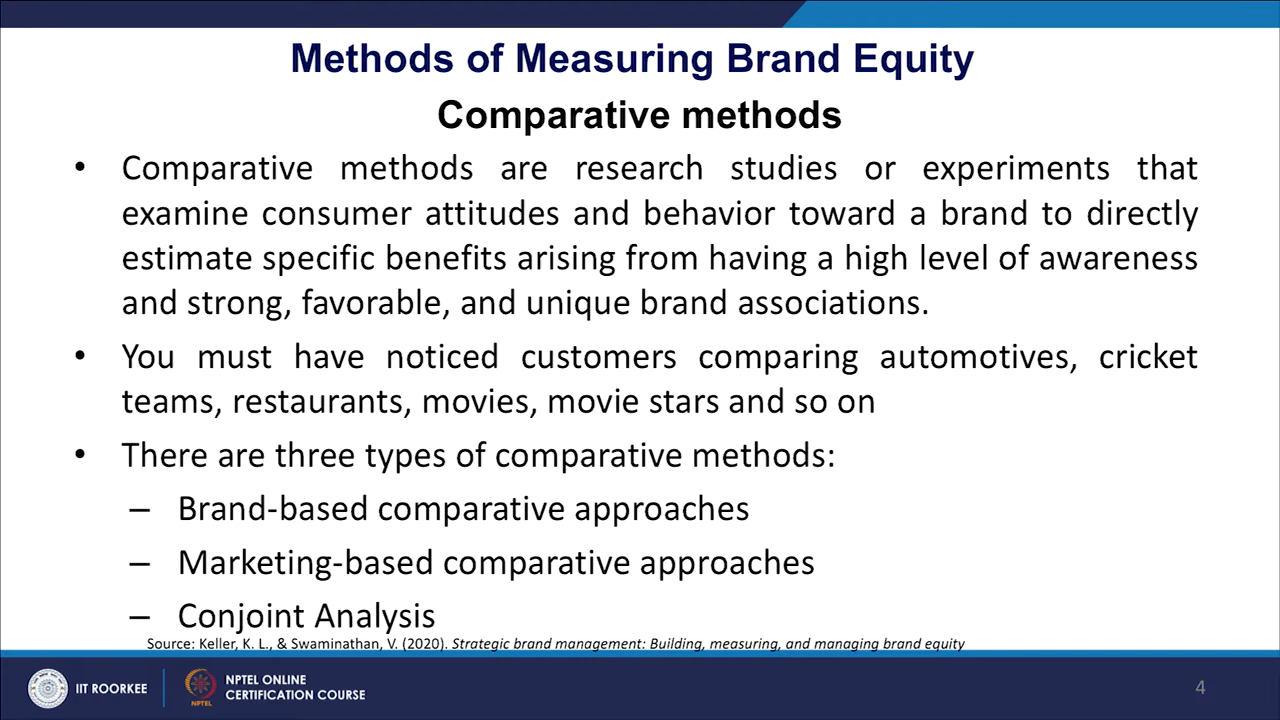 Methods of Measuring Brand Equity
Comparative methods
• Comparative methods are research studies or experiments that
examine consumer attitudes and behavior toward a brand to directly
estimate specific benefits arising from having a high level of awareness
and strong, favorable, and unique brand associations.
• You must have noticed customers comparing automotives, cricket
teams, restaurants, movies, movie stars and so on
• There are three types of comparative methods:
– Brand-based comparative approaches
– Marketing-based comparative approaches
– Conjoint Analysis
Source: Keller, K. L., & Swaminathan, V. (2020). Strategic brand management: Building, measuring, and managing brand equity
IIT ROORKEE
NPTEL
NPTEL ONLINE
CERTIFICATION COURSE
4